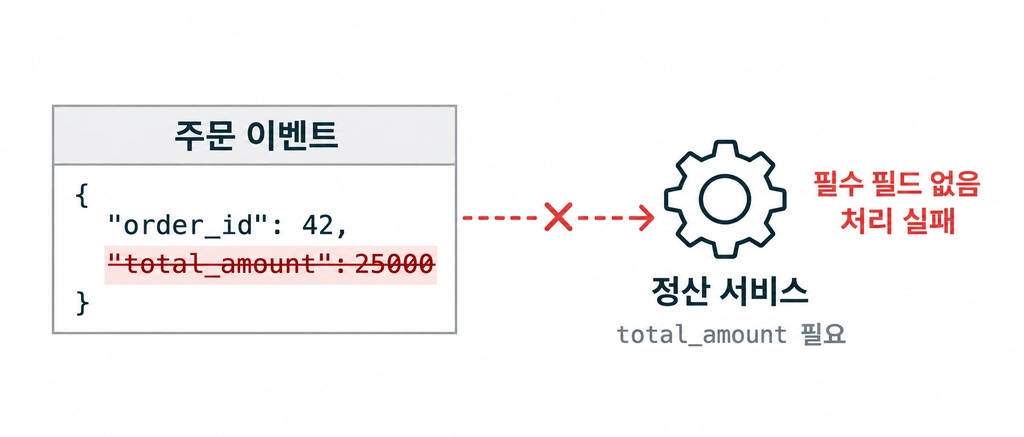 주문 이벤트
{
"order_id": 42,
"total_amount": 25000
}
필수 필드 없음
처리 실패
정산 서비스
total_amount 필요